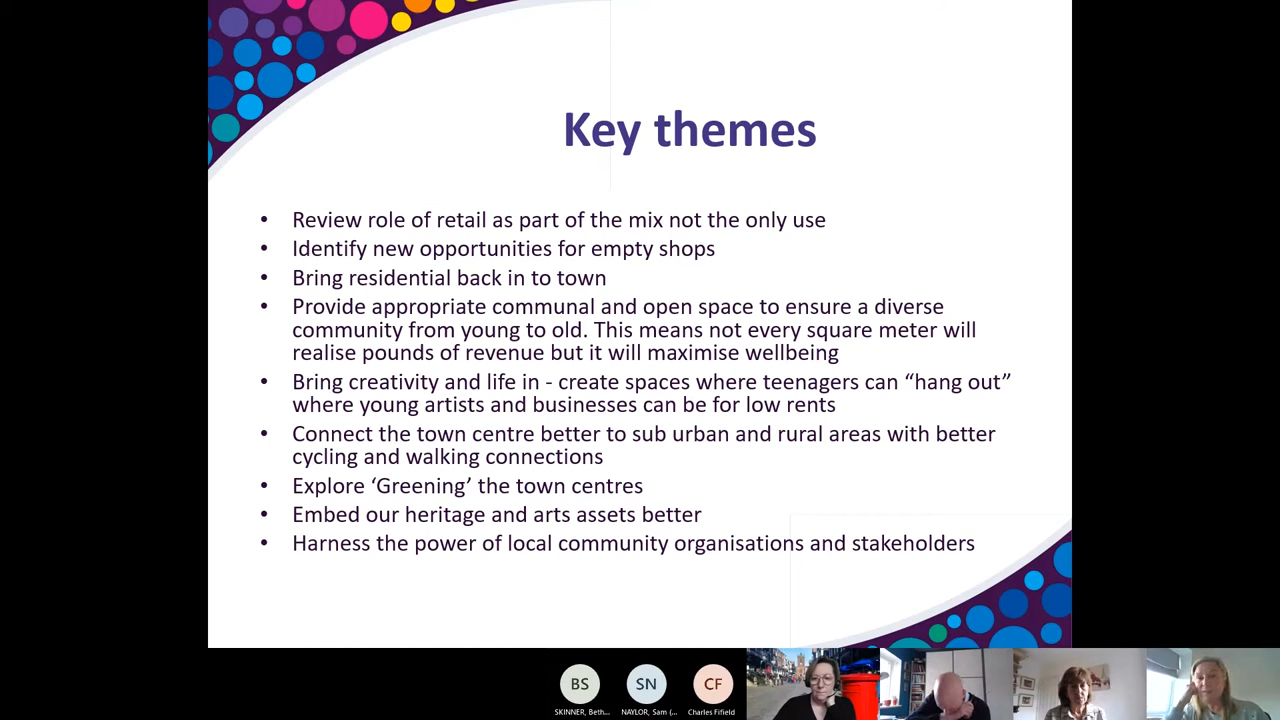 Key themes
• Review role of retail as part of the mix not the only use
• Identify new opportunities for empty shops
• Bring residential back in to town
• Provide appropriate communal and open space to ensure a diverse
community from young to old. This means not every square meter will
realise pounds of revenue but it will maximise wellbeing
• Bring creativity and life in - create spaces where teenagers can “hang out”
where young artists and businesses can be for low rents
• Connect the town centre better to sub urban and rural areas with better
cycling and walking connections
• Explore ‘Greening’ the town centres
• Embed our heritage and arts assets better
• Harness the power of local community organisations and stakeholders
BS SN CF
SKINNER, Beth... NAYLOR, Sam (... Charles Fifield